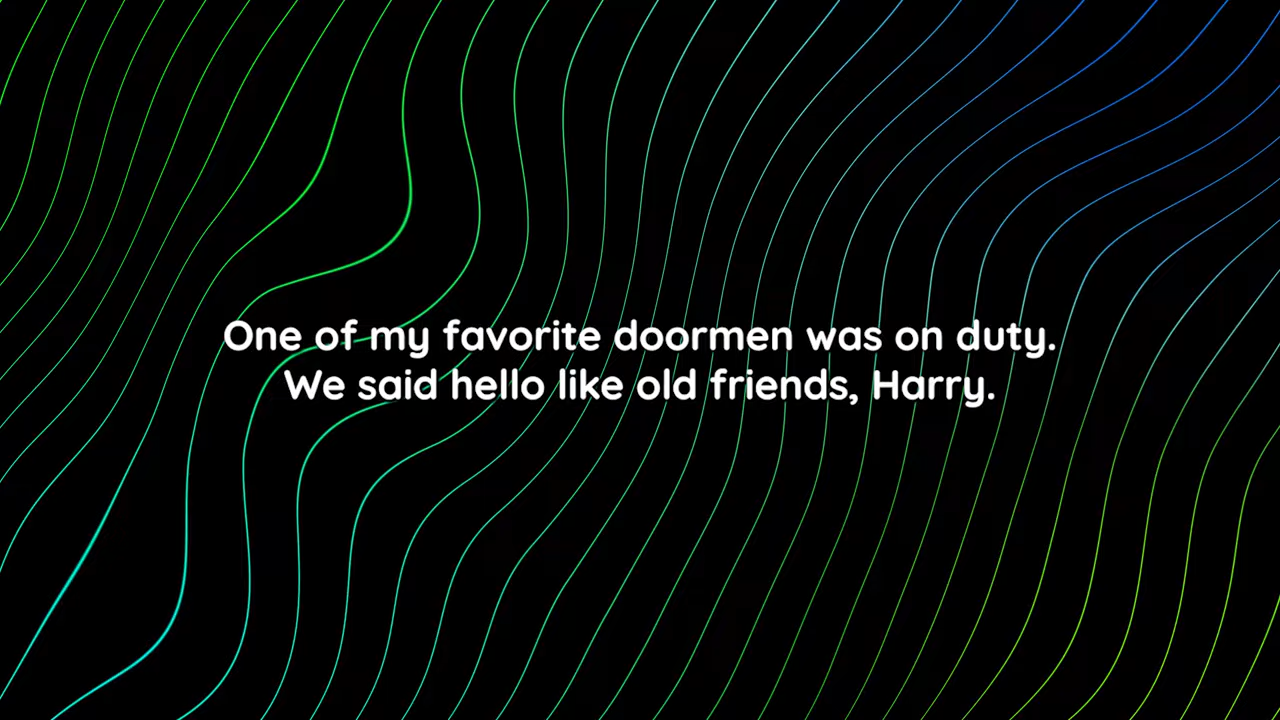 One of my favorite doormen was on duty.
We said hello like old friends, Harry.